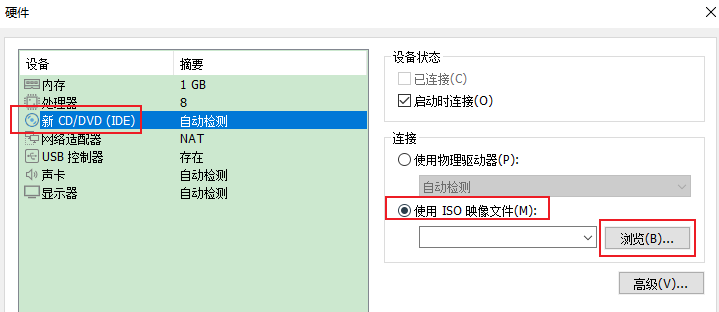 硬件
设备 摘要
内存 1 GB
处理器 8
新 CD/DVD (IDE) 自动检测
网络适配器 NAT
USB 控制器 存在
声卡 自动检测
显示器 自动检测
设备状态
已连接(C)
启动时连接(O)
连接
使用物理驱动器(P):
自动检测
使用 ISO 映像文件(M):
浏览(B)...
高级(V)...